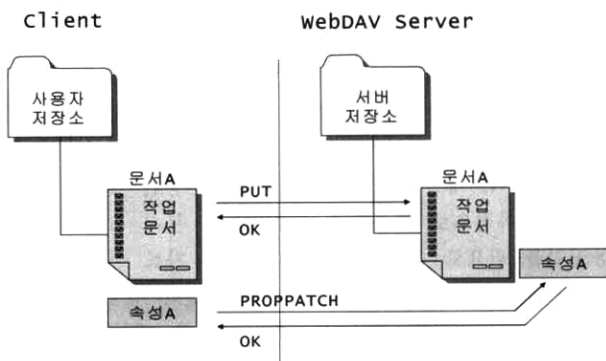 Client
WebDAV Server
사용자
저장소
서버
저장소
문서A
작업
문서
PUT
OK
문서A
작업
문서
속성A
속성A
PROPPATCH
OK